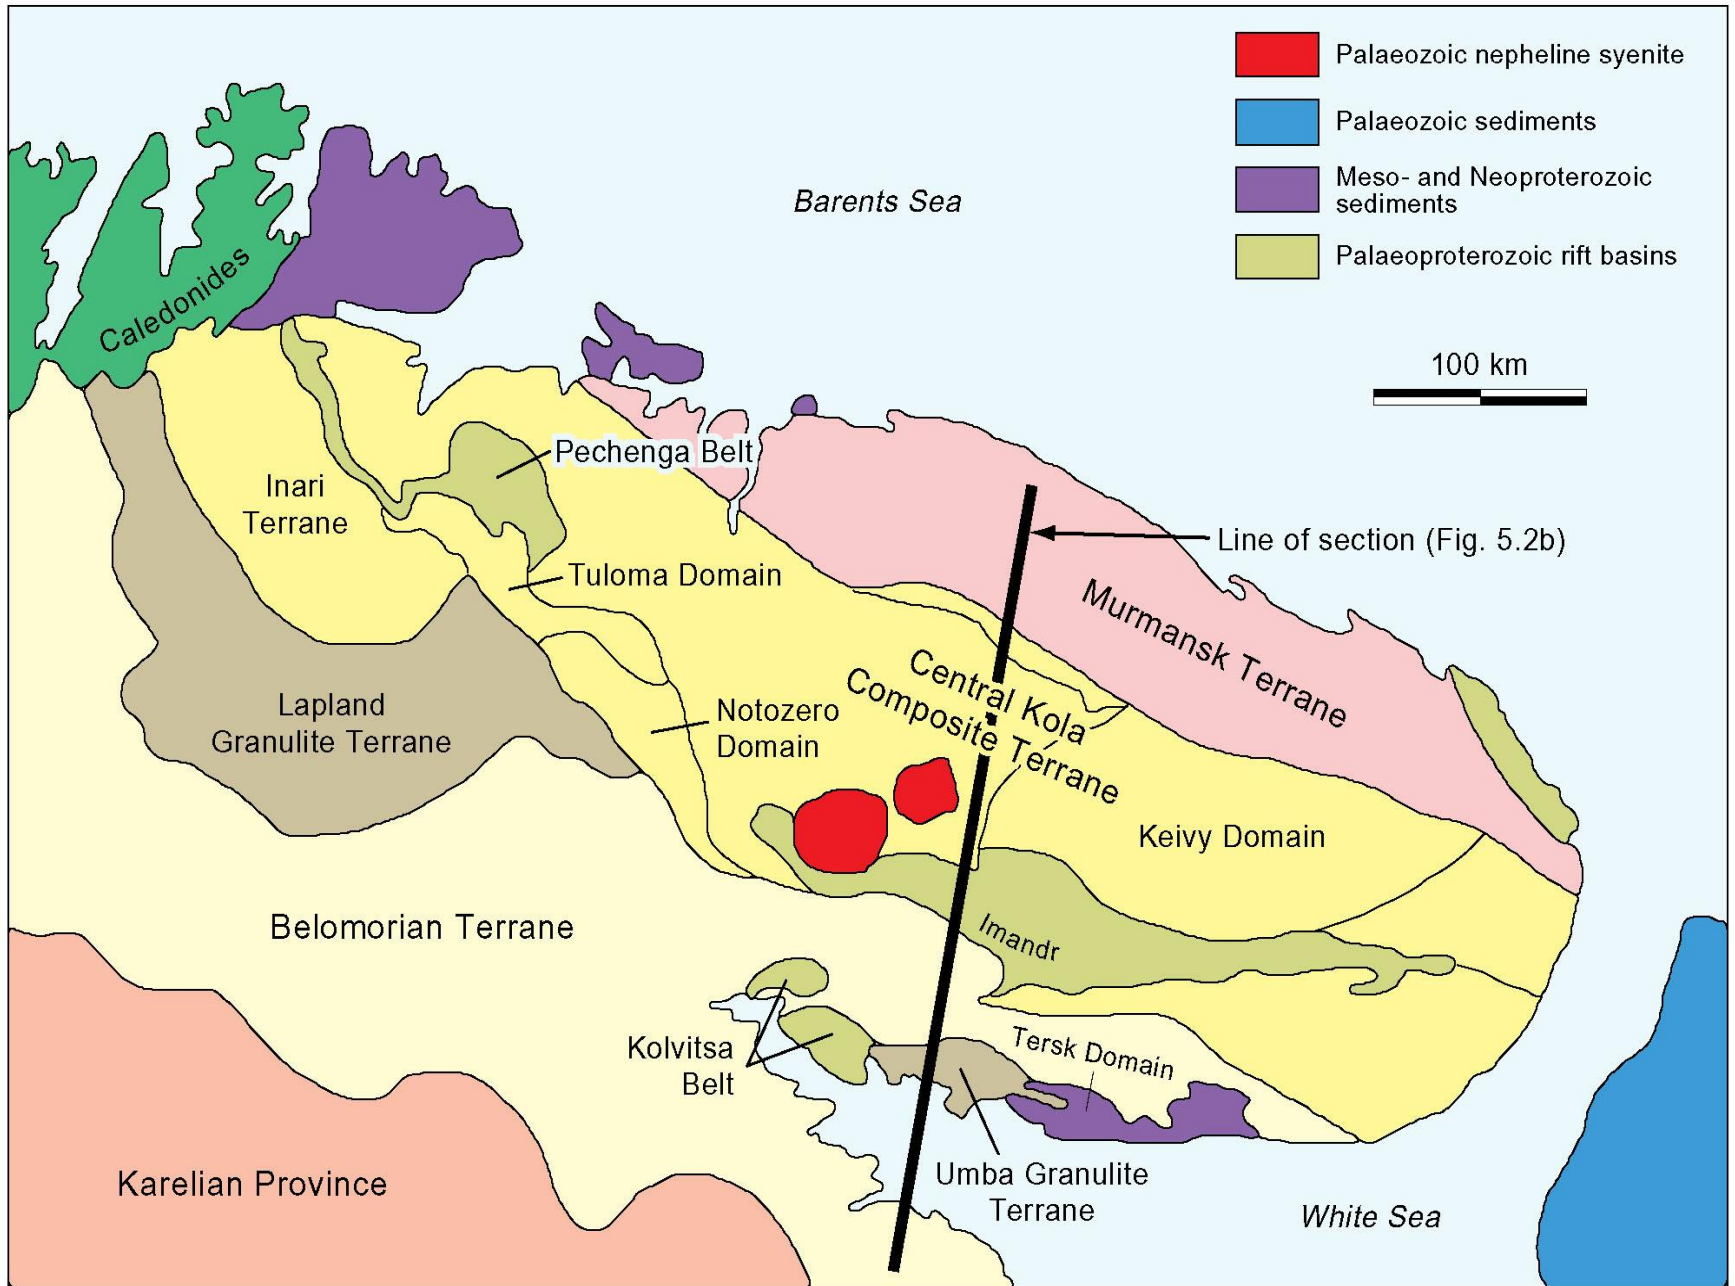 Palaeozoic nepheline syenite
Palaeozoic sediments
Meso- and Neoproterozoic
sediments
Palaeoproterozoic rift basins
100 km
Barents Sea
Caledonides
Pechenga Belt
Inari
Terrane
Line of section (Fig. 5.2b)
Tuloma Domain
Murmansk Terrane
Central Kola
Composite Terrane
Lapland
Granulite Terrane
Notozero
Domain
Keivy Domain
Belomorian Terrane
Imandr
Kolvitsa
Belt
Tersk Domain
Karelian Province
Umba Granulite
Terrane
White Sea